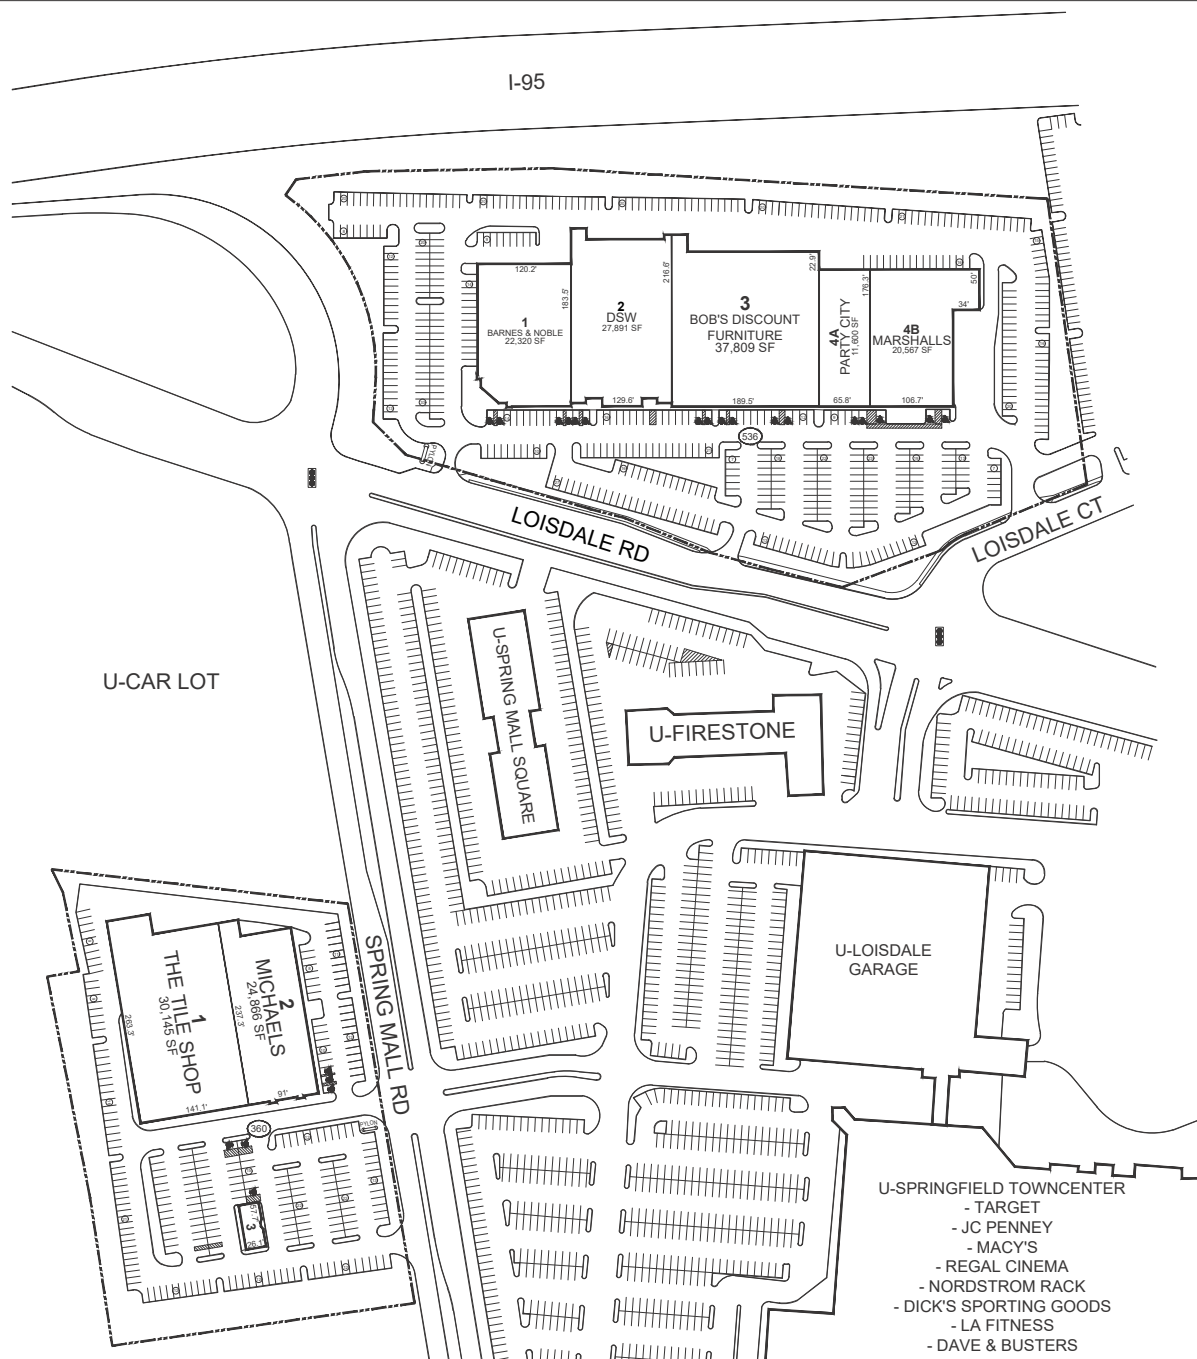 I-95
120.2'
183.5'
1
BARNES & NOBLE
22,320 SF
216.6'
2
DSW
27,891 SF
129.6'
22.9'
3
BOB'S DISCOUNT
FURNITURE
37,809 SF
189.5'
176.3'
4A
PARTY CITY
11,600 SF
65.8'
50'
34'
4B
MARSHALLS
20,567 SF
106.7'
536
PYLON
LOISDALE RD
LOISDALE CT
U-CAR LOT
U-SPRING MALL SQUARE
U-FIRESTONE
U-LOISDALE
GARAGE
SPRING MALL RD
263.3'
1
THE TILE SHOP
30,145 SF
141.1'
237.3'
2
MICHAELS
24,866 SF
91'
360
PYLON
57.7'
3
26.1'
U-SPRINGFIELD TOWNCENTER
- TARGET
- JC PENNEY
- MACY'S
- REGAL CINEMA
- NORDSTROM RACK
- DICK'S SPORTING GOODS
- LA FITNESS
- DAVE & BUSTERS